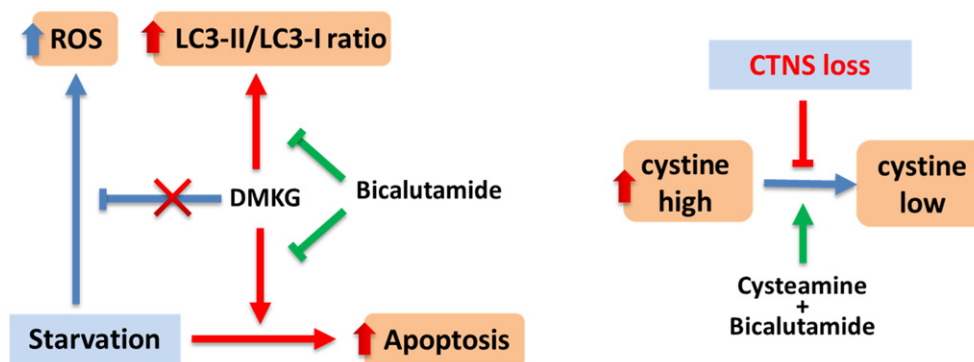 ROS
LC3-II/LC3-I ratio
DMKG
Bicalutamide
Starvation
Apoptosis
CTNS loss
cystine
high
cystine
low
Cysteamine
+
Bicalutamide